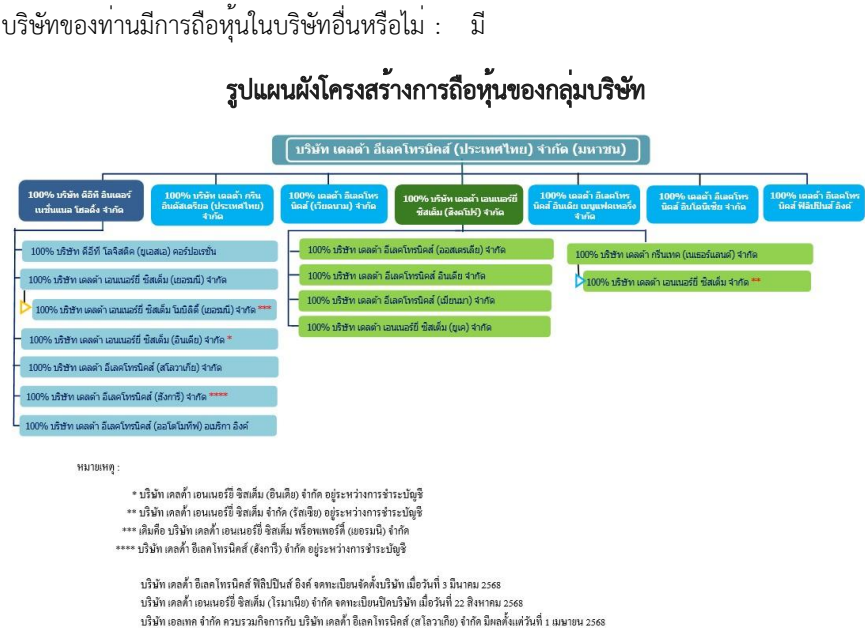 บริษัทของท่านมีการถือหุ้นในบริษัทอื่นหรือไม่ : มี
รูปแผนผังโครงสร้างการถือหุ้นของกลุ่มบริษัท
บริษัท เดลต้า อีเลคโทรนิคส์ (ประเทศไทย) จำกัด (มหาชน)
100% บริษัท ดีอีที อินเตอร์
เนชั่นแนล โฮลดิ้ง จำกัด
100% บริษัท เดลต้า กรีน
อินดัสเตรียล (ประเทศไทย)
จำกัด
100% เดลต้า อีเลคโทร
นิคส์ (เวียดนาม) จำกัด
100% บริษัท เดลต้า เอนเนอร์ยี่
ซิสเต็ม (สิงคโปร์) จำกัด
100% เดลต้า อีเลคโทร
นิคส์ อินเดีย เมนูแฟคเทอริ่ง
จำกัด
100% เดลต้า อีเลคโทร
นิคส์ อินโดนีเซีย จำกัด
100% เดลต้า อีเลคโทร
นิคส์ ฟิลิปปินส์ อิงค์
100% บริษัท ดีอีที โลจิสติค (ยูเอสเอ) คอร์ปอเรชั่น
100% บริษัท เดลต้า เอนเนอร์ยี่ ซิสเต็ม (เยอรมนี) จำกัด
100% บริษัท เดลต้า เอนเนอร์ยี่ ซิสเต็ม โมบิลิตี้ (เยอรมนี) จำกัด ***
100% บริษัท เดลต้า เอนเนอร์ยี่ ซิสเต็ม (อินเดีย) จำกัด *
100% บริษัท เดลต้า อีเลคโทรนิคส์ (สโลวาเกีย) จำกัด
100% บริษัท เดลต้า อีเลคโทรนิคส์ (ฮังการี) จำกัด ****
100% บริษัท เดลต้า อีเลคโทรนิคส์ (ออโตโมทีฟ) อเมริกา อิงค์
100% บริษัท เดลต้า อีเลคโทรนิคส์ (ออสเตรเลีย) จำกัด
100% บริษัท เดลต้า อีเลคโทรนิคส์ อินเดีย จำกัด
100% บริษัท เดลต้า อีเลคโทรนิคส์ (เมียนมา) จำกัด
100% บริษัท เดลต้า เอนเนอร์ยี่ ซิสเต็ม (ยูเค) จำกัด
100% บริษัท เดลต้า กรีนเทค (เนเธอร์แลนด์) จำกัด
100% บริษัท เดลต้า เอนเนอร์ยี่ ซิสเต็ม จำกัด **
หมายเหตุ :
* บริษัท เดลต้า เอนเนอร์ยี่ ซิสเต็ม (อินเดีย) จำกัด อยู่ระหว่างการชำระบัญชี
** บริษัท เดลต้า เอนเนอร์ยี่ ซิสเต็ม จำกัด (รัสเซีย) อยู่ระหว่างการชำระบัญชี
*** เดิมคือ บริษัท เดลต้า เอนเนอร์ยี่ ซิสเต็ม พร็อพเพอร์ตี้ (เยอรมนี) จำกัด
**** บริษัท เดลต้า อีเลคโทรนิคส์ (ฮังการี) จำกัด อยู่ระหว่างการชำระบัญชี
บริษัท เดลต้า อีเลคโทรนิคส์ ฟิลิปปินส์ อิงค์ จดทะเบียนจัดตั้งบริษัท เมื่อวันที่ 3 มีนาคม 2568
บริษัท เดลต้า เอนเนอร์ยี่ ซิสเต็ม (โรมาเนีย) จำกัด จดทะเบียนปิดบริษัท เมื่อวันที่ 22 สิงหาคม 2568
บริษัท เอลเทค จำกัด ควบรวมกิจการกับ บริษัท เดลต้า อีเลคโทรนิคส์ (สโลวาเกีย) จำกัด มีผลตั้งแต่วันที่ 1 เมษายน 2568